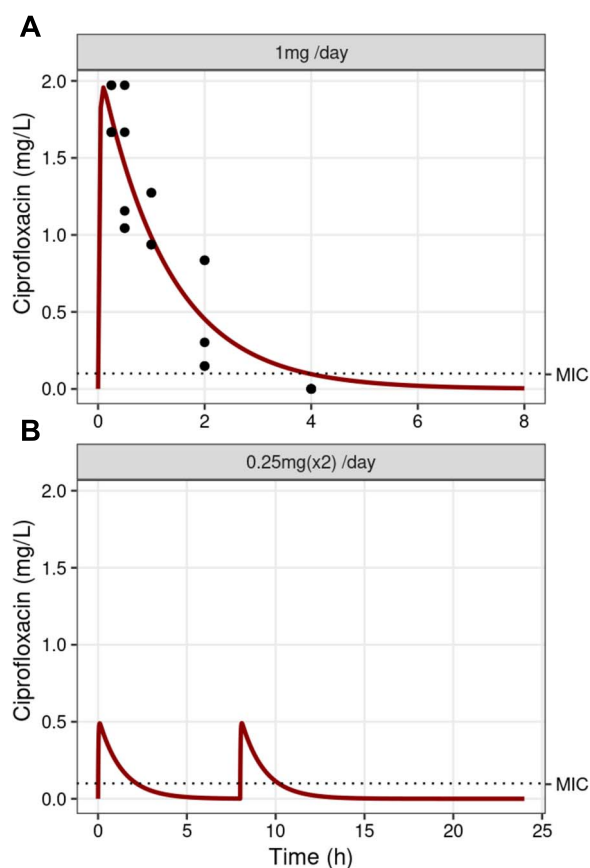 A
1mg /day
Ciprofloxacin (mg/L)
2.0
1.5
1.0
0.5
0.0
MIC
0 2 4 6 8
B
0.25mg(x2) /day
Ciprofloxacin (mg/L)
2.0
1.5
1.0
0.5
0.0
MIC
0 5 10 15 20 25
Time (h)